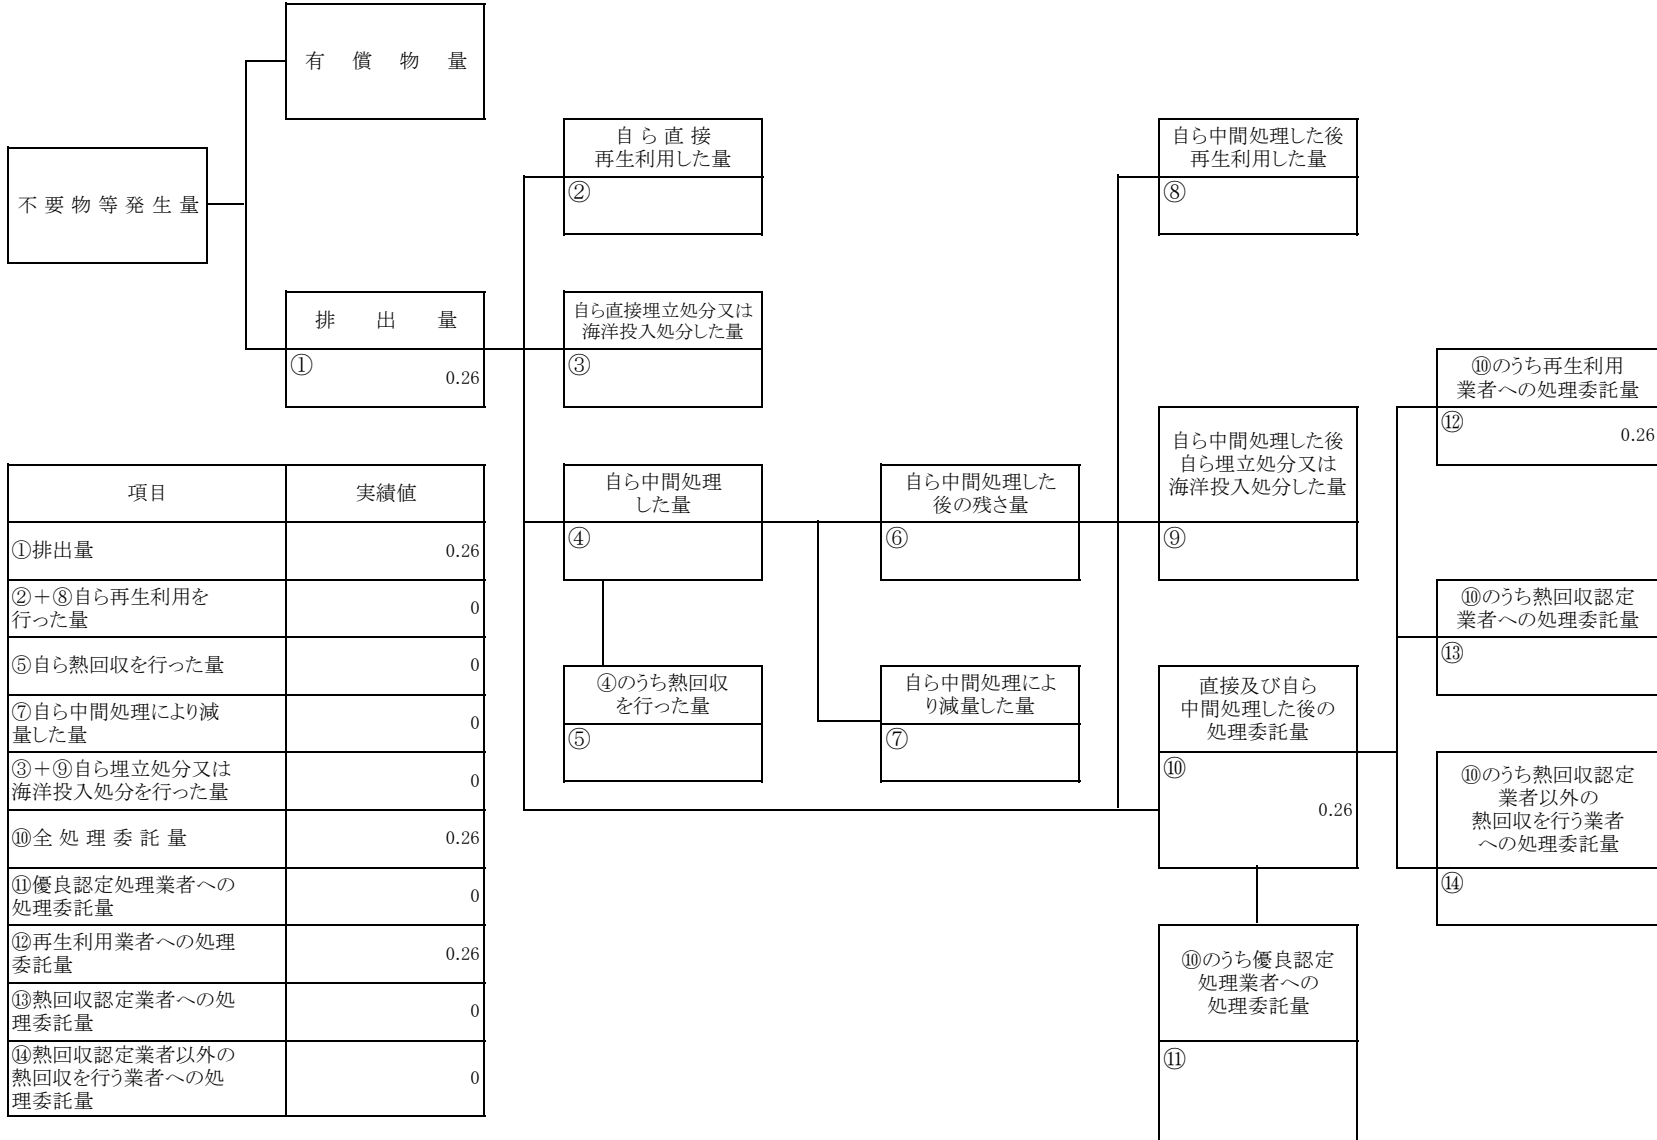 有償物量
自ら直接
再生利用した量
②
自ら中間処理した後
再生利用した量
⑧
不要物等発生量
排出量
①
0.26
自ら直接埋立処分又は
海洋投入処分した量
③
⑩のうち再生利用
業者への処理委託量
⑫
0.26
自ら中間処理した後
自ら埋立処分又は
海洋投入処分した量
⑨
自ら中間処理
した量
④
自ら中間処理した
後の残さ量
⑥
⑩のうち熱回収認定
業者への処理委託量
⑬
④のうち熱回収
を行った量
⑤
自ら中間処理によ
り減量した量
⑦
直接及び自ら
中間処理した後の
処理委託量
⑩
0.26
⑩のうち熱回収認定
業者以外の
熱回収を行う業者
への処理委託量
⑭
⑩のうち優良認定
処理業者への
処理委託量
⑪
項目 実績値
①排出量 0.26
②+⑧自ら再生利用を
行った量 0
⑤自ら熱回収を行った量 0
⑦自ら中間処理により減
量した量 0
③+⑨自ら埋立処分又は
海洋投入処分を行った量 0
⑩全処理委託量 0.26
⑪優良認定処理業者への
処理委託量 0
⑫再生利用業者への処理
委託量 0.26
⑬熱回収認定業者への処
理委託量 0
⑭熱回収認定業者以外の
熱回収を行う業者への処
理委託量 0